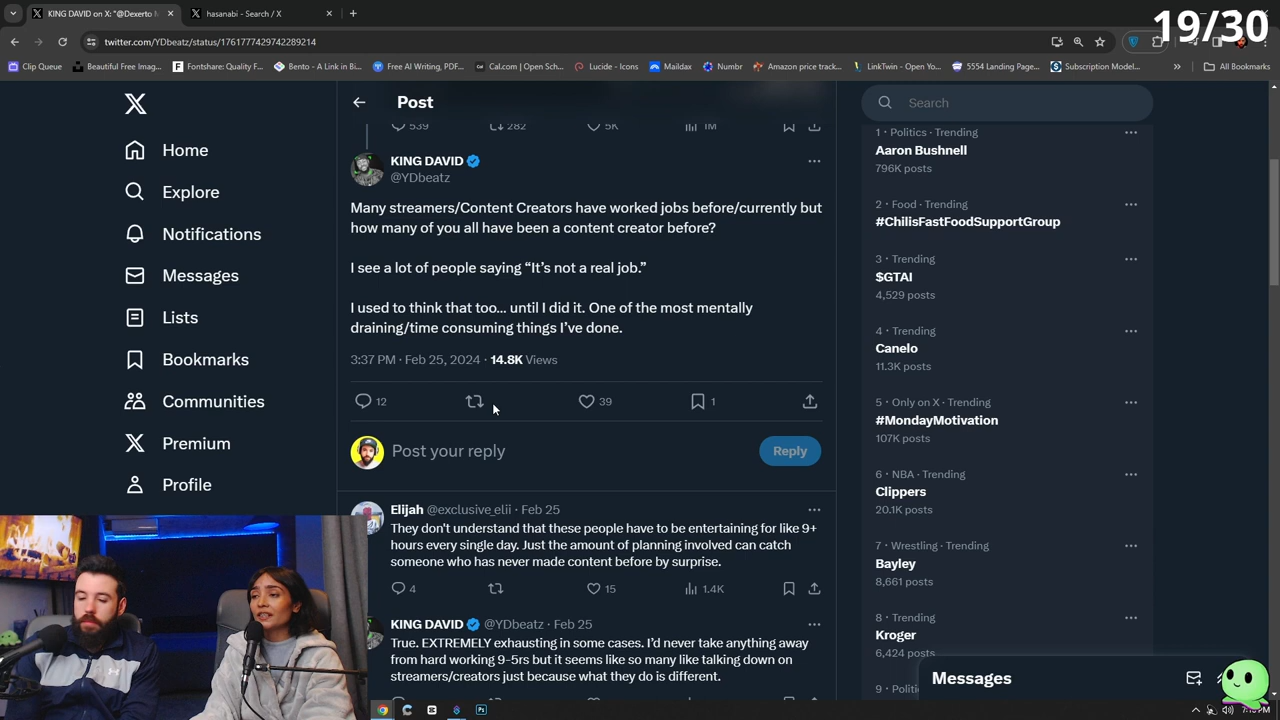 KING DAVID on X: "@Dexerto
hasanabi - Search / X
19/30
twitter.com/YDbeatz/status/1761777429742289214
Clip Queue
Beautiful Free Imag...
Fontshare: Quality F...
Bento - A Link in Bi...
Free AI Writing, PDF...
Cal.com | Open Sch...
Lucide - Icons
Maildax
Numbr
Amazon price track...
LinkTwin - Open Yo...
5554 Landing Page...
Subscription Model...
All Bookmarks
Home
Explore
Notifications
Messages
Lists
Bookmarks
Communities
Premium
Profile
Post
539 282 5K 1M
KING DAVID
@YDbeatz
Many streamers/Content Creators have worked jobs before/currently but
how many of you all have been a content creator before?
I see a lot of people saying “It’s not a real job.”
I used to think that too... until I did it. One of the most mentally
draining/time consuming things I’ve done.
3:37 PM · Feb 25, 2024 · 14.8K Views
12 39 1
Post your reply
Reply
Elijah @exclusive_elii · Feb 25
They don't understand that these people have to be entertaining for like 9+
hours every single day. Just the amount of planning involved can catch
someone who has never made content before by surprise.
4 15 1.4K
KING DAVID @YDbeatz · Feb 25
True. EXTREMELY exhausting in some cases. I’d never take anything away
from hard working 9-5rs but it seems like so many like talking down on
streamers/creators just because what they do is different.
Search
1 · Politics · Trending
Aaron Bushnell
796K posts
2 · Food · Trending
#ChilisFastFoodSupportGroup
3 · Trending
$GTAI
4,529 posts
4 · Trending
Canelo
11.3K posts
5 · Only on X · Trending
#MondayMotivation
107K posts
6 · NBA · Trending
Clippers
20.1K posts
7 · Wrestling · Trending
Bayley
8,661 posts
8 · Trending
Kroger
6,424 posts
Messages